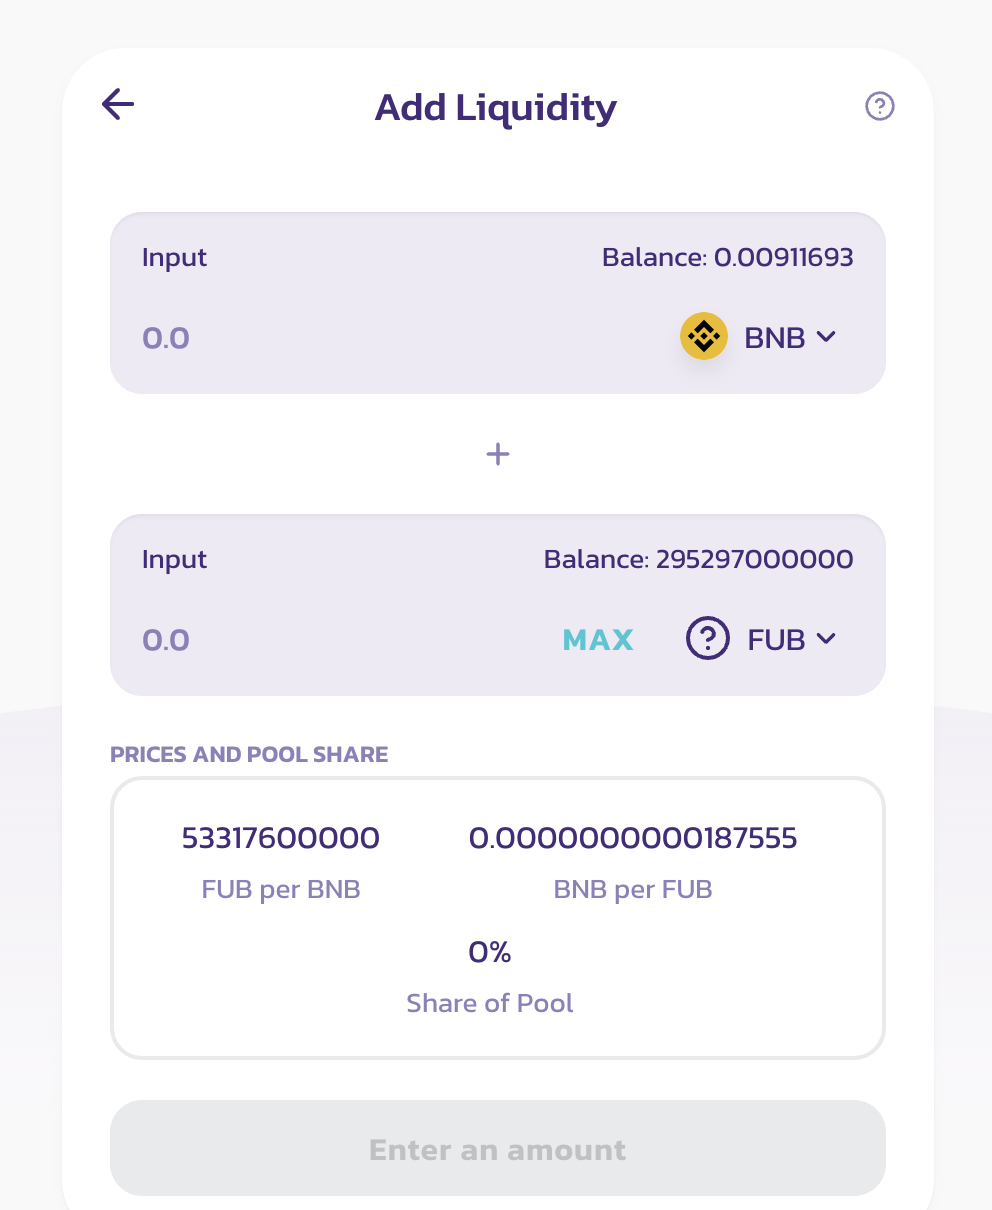 Add Liquidity
Input
Balance: 0.00911693
0.0
BNB
+
Input
Balance: 295297000000
0.0
MAX
FUB
PRICES AND POOL SHARE
53317600000
0.0000000000187555
FUB per BNB
BNB per FUB
0%
Share of Pool
Enter an amount